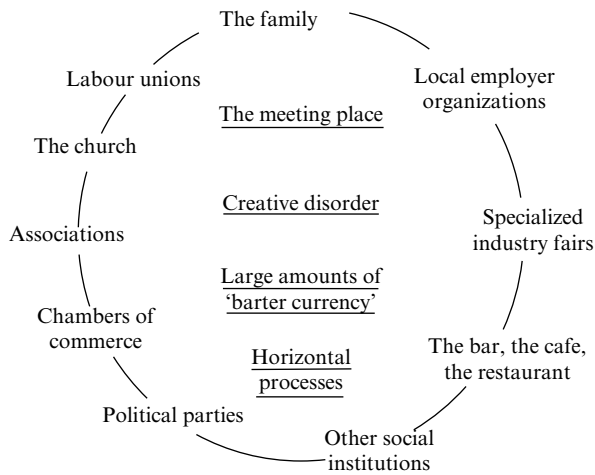 The family
Labour unions
Local employer
organizations
The meeting place
The church
Creative disorder
Associations
Specialized
industry fairs
Large amounts of
‘barter currency’
Chambers of
commerce
The bar, the cafe,
the restaurant
Horizontal
processes
Political parties
Other social
institutions